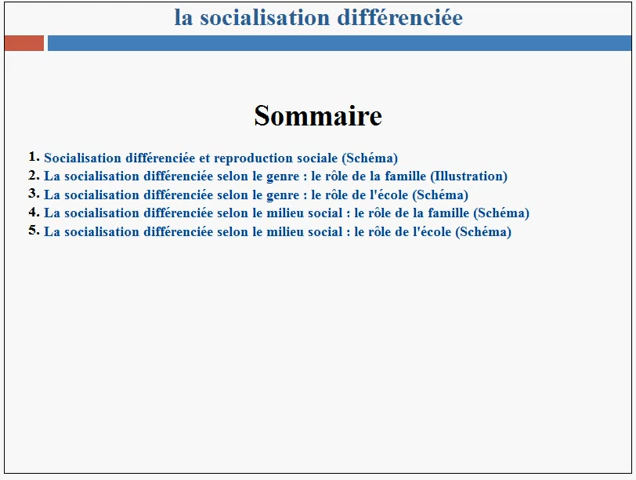 la socialisation différenciée
Sommaire
1. Socialisation différenciée et reproduction sociale (Schéma)
2. La socialisation différenciée selon le genre : le rôle de la famille (Illustration)
3. La socialisation différenciée selon le genre : le rôle de l'école (Schéma)
4. La socialisation différenciée selon le milieu social : le rôle de la famille (Schéma)
5. La socialisation différenciée selon le milieu social : le rôle de l'école (Schéma)